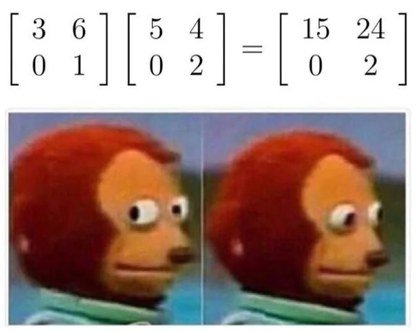 [ 3 6 ] [ 5 4 ] = [ 15 24 ]
[ 0 1 ] [ 0 2 ] [ 0 2 ]